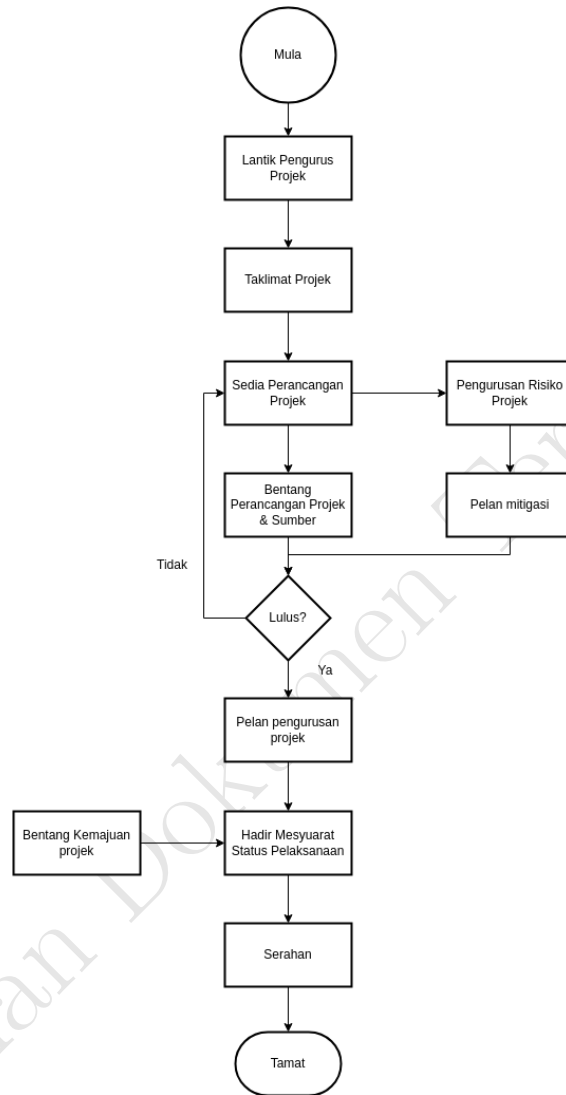 Mula
Lantik Pengurus
Projek
Taklimat Projek
Sedia Perancangan
Projek
Pengurusan Risiko
Projek
Bentang
Perancangan Projek
& Sumber
Pelan mitigasi
Tidak
Lulus?
Ya
Pelan pengurusan
projek
Bentang Kemajuan
projek
Hadir Mesyuarat
Status Pelaksanaan
Serahan
Tamat
Dokumen